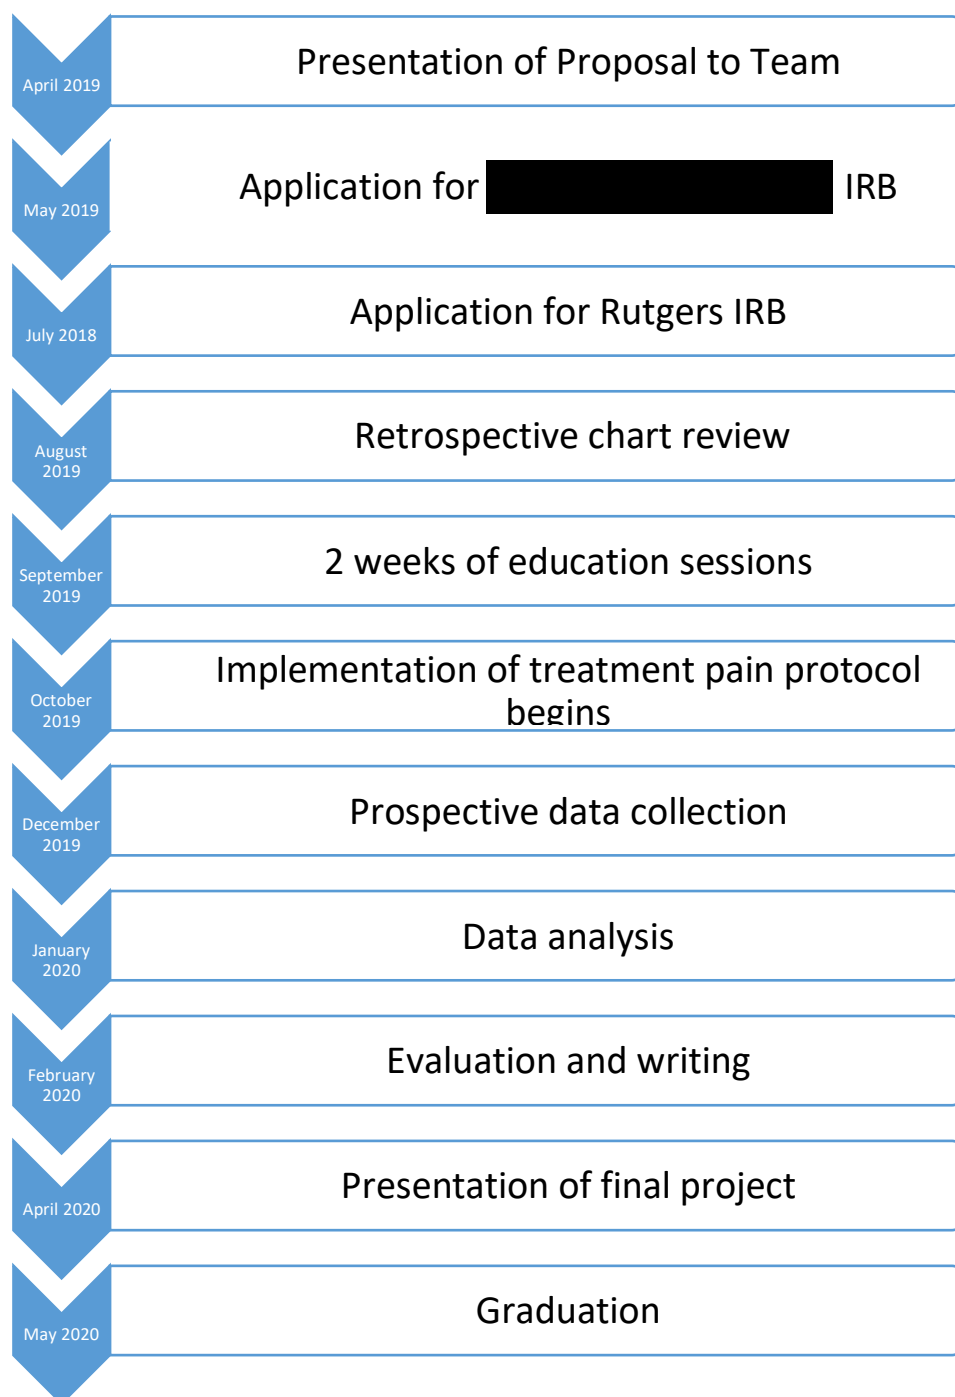 April 2019
Presentation of Proposal to Team
May 2019
Application for IRB
July 2018
Application for Rutgers IRB
August
2019
Retrospective chart review
September
2019
2 weeks of education sessions
October
2019
Implementation of treatment pain protocol
begins
December
2019
Prospective data collection
January
2020
Data analysis
February
2020
Evaluation and writing
April 2020
Presentation of final project
May 2020
Graduation